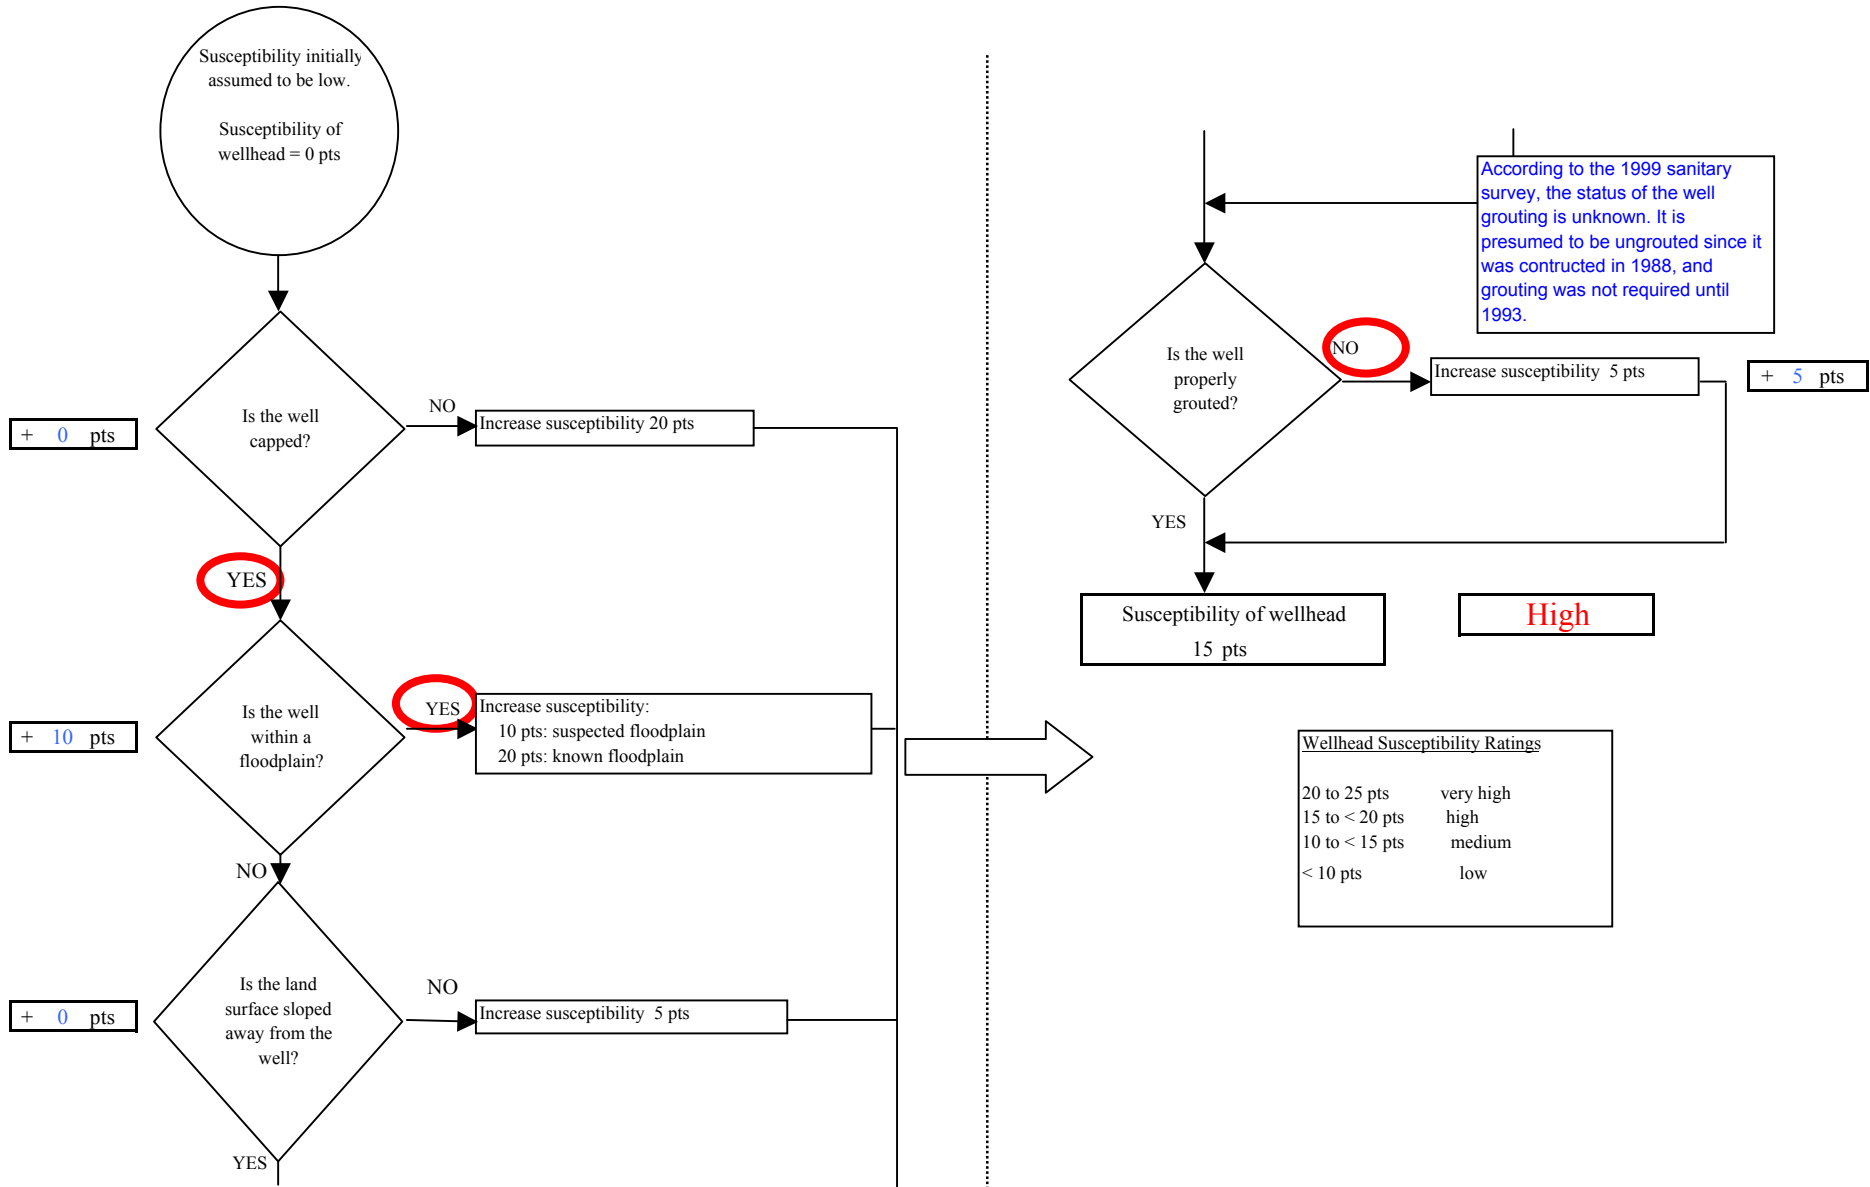 Susceptibility initially
assumed to be low.
Susceptibility of
wellhead = 0 pts
Is the well
capped?
NO
Increase susceptibility 20 pts
+ 0 pts
YES
Is the well
within a
floodplain?
YES
Increase susceptibility:
10 pts: suspected floodplain
20 pts: known floodplain
+ 10 pts
NO
Is the land
surface sloped
away from the
well?
NO
Increase susceptibility 5 pts
+ 0 pts
YES
According to the 1999 sanitary
survey, the status of the well
grouting is unknown. It is
presumed to be ungrouted since it
was contructed in 1988, and
grouting was not required until
1993.
Is the well
properly
grouted?
NO
Increase susceptibility 5 pts
+ 5 pts
YES
Susceptibility of wellhead
15 pts
High
Wellhead Susceptibility Ratings
20 to 25 pts very high
15 to < 20 pts high
10 to < 15 pts medium
< 10 pts low